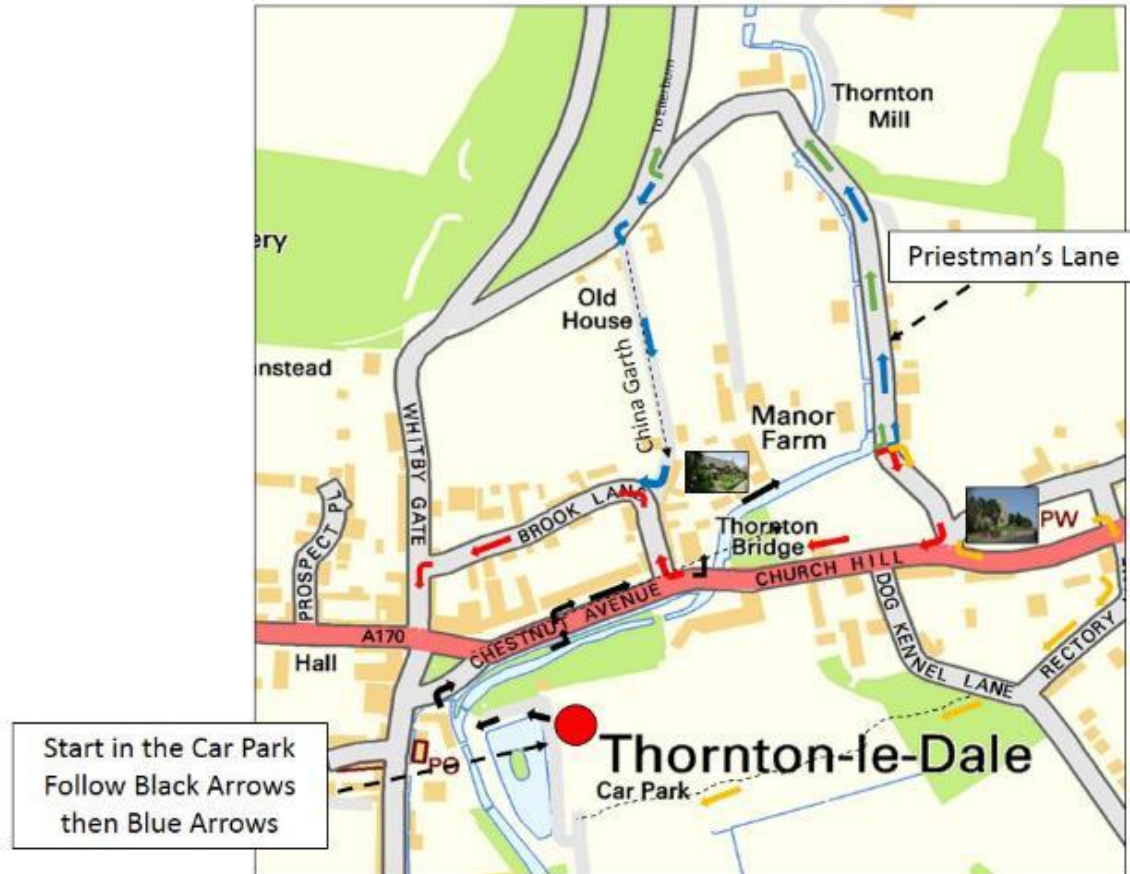 To Ellerburn
Thornton
Mill
ery
Priestman's Lane
Old
House
nstead
China Garth
WHITBY GATE
Manor
Farm
PROSPECT PL
BROOK LANE
Thornton
Bridge
PW
CHURCH HILL
A170
CHESTNUT AVENUE
DOG KENNEL LANE
RECTORY
Hall
Start in the Car Park
Follow Black Arrows
then Blue Arrows
PO
Thornton-le-Dale
Car Park